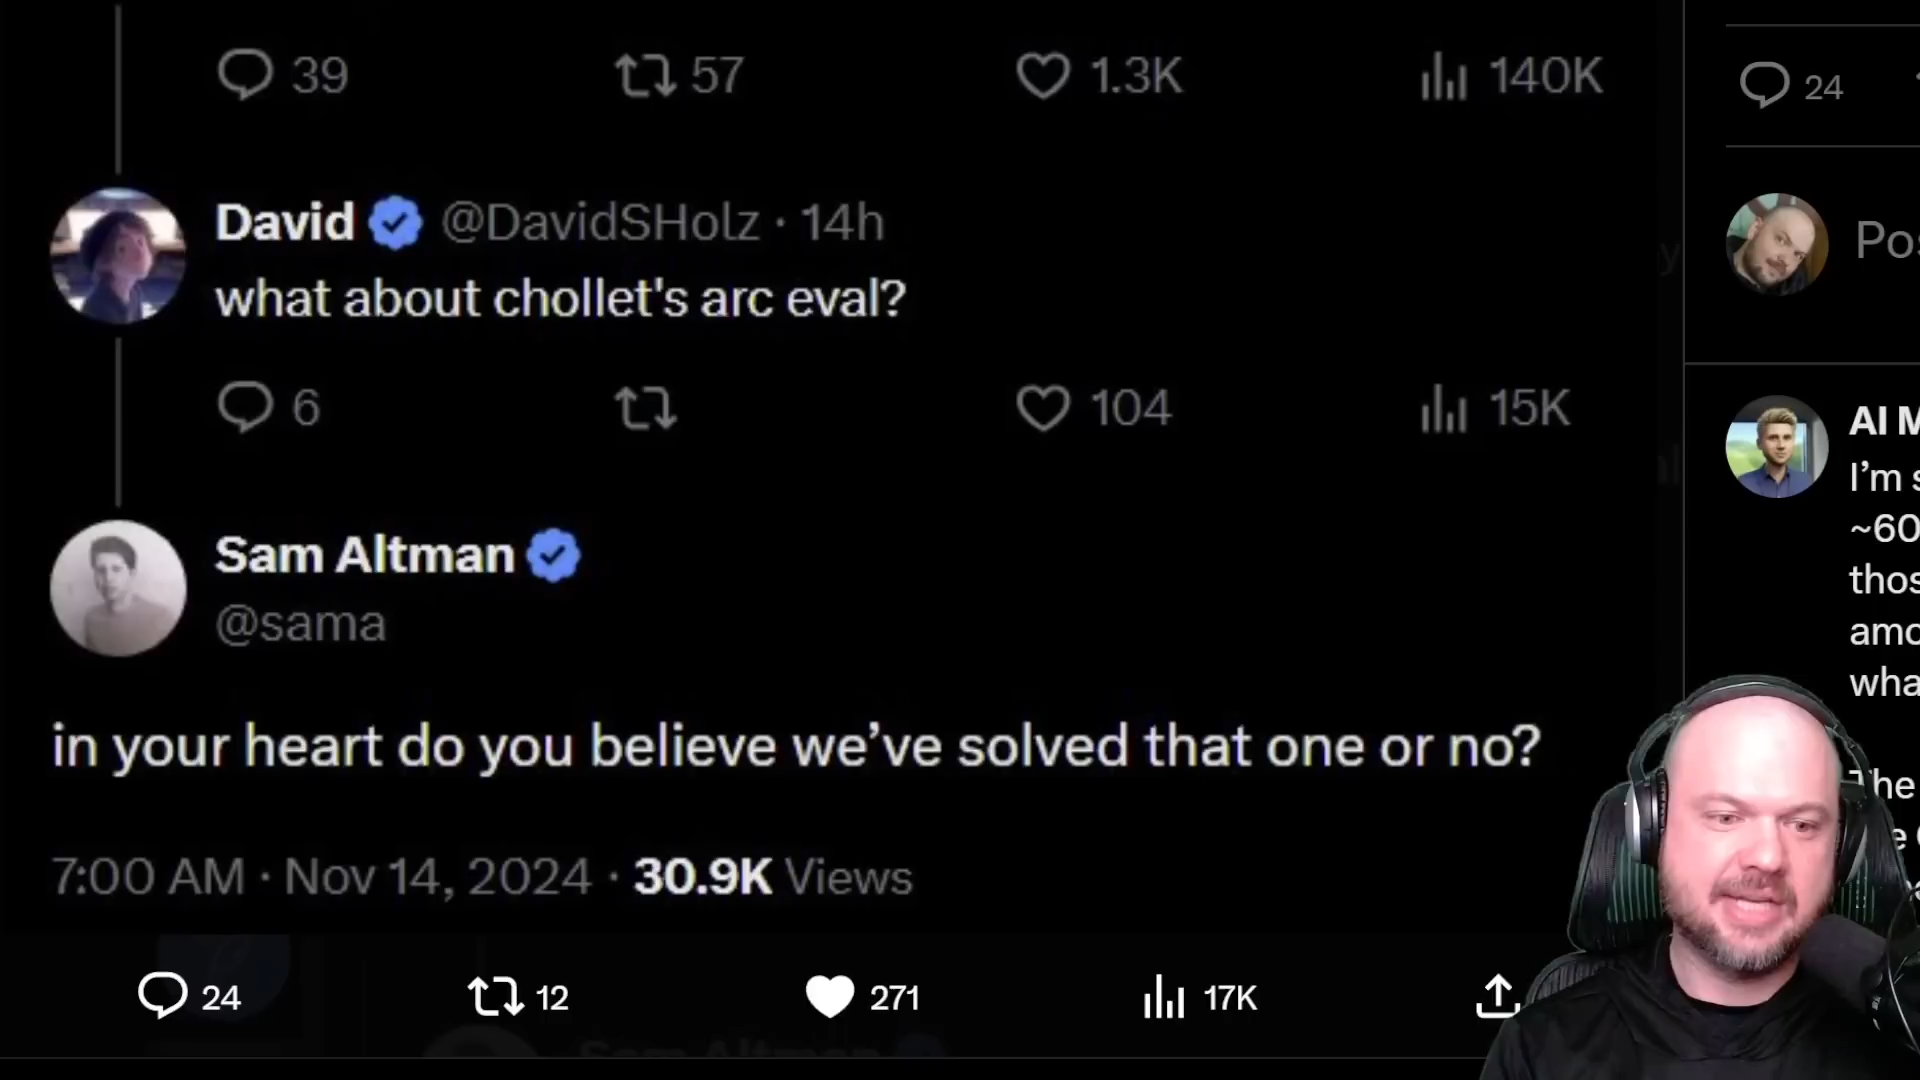 39 57 1.3K 140K
David @DavidSHolz · 14h
what about chollet's arc eval?
6 104 15K
Sam Altman
@sama
in your heart do you believe we’ve solved that one or no?
7:00 AM · Nov 14, 2024 · 30.9K Views
24 12 271 17K
24
Pos
AI M
I’m s
~60
thos
amo
wha
The